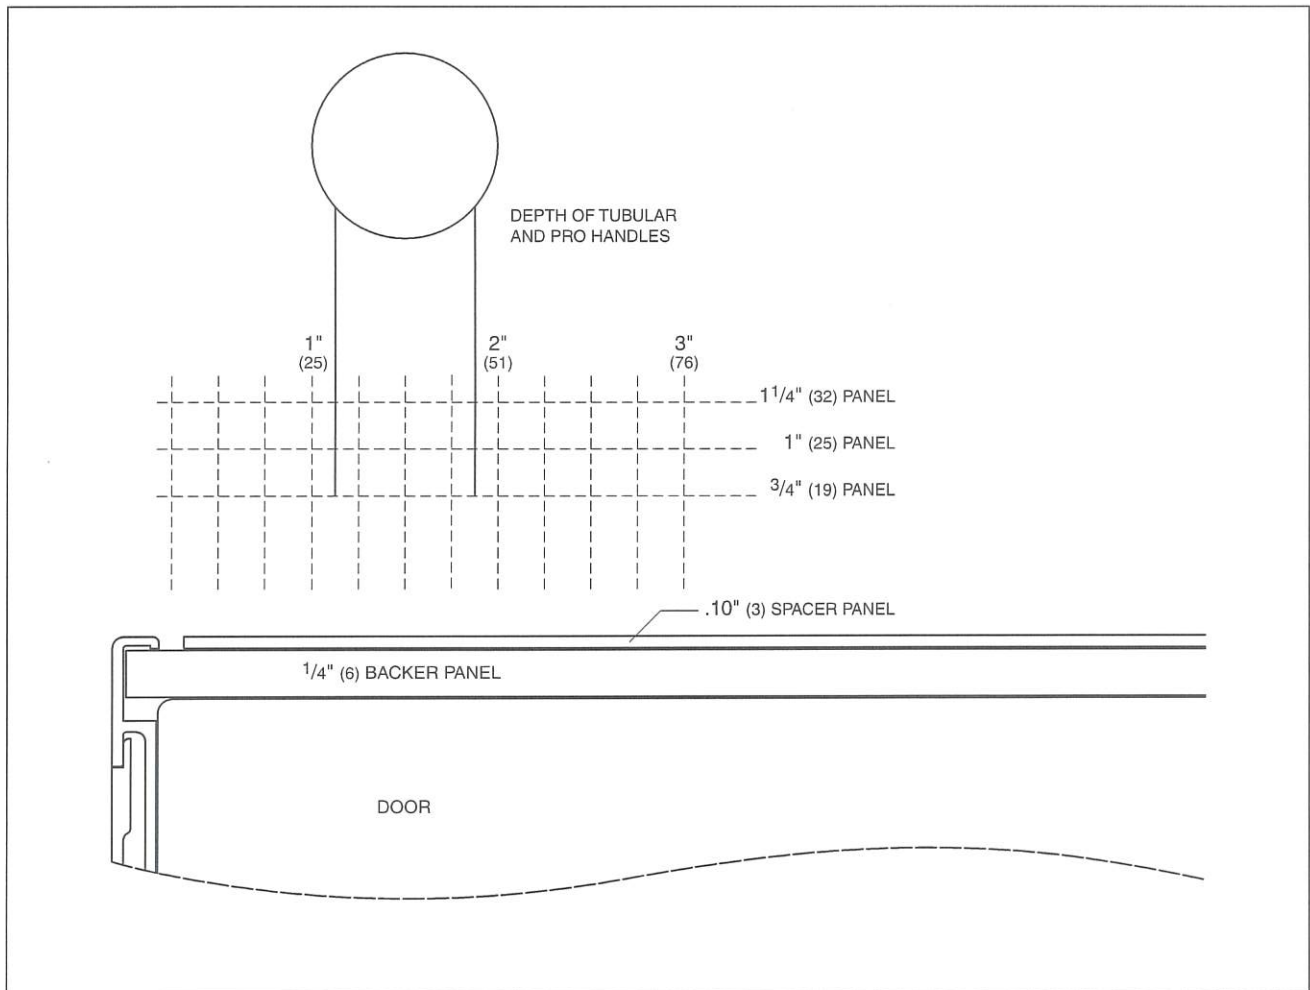 DEPTH OF TUBULAR
AND PRO HANDLES
1" 2" 3"
(25) (51) (76)
1 1/4" (32) PANEL
1" (25) PANEL
3/4" (19) PANEL
.10" (3) SPACER PANEL
1/4" (6) BACKER PANEL
DOOR